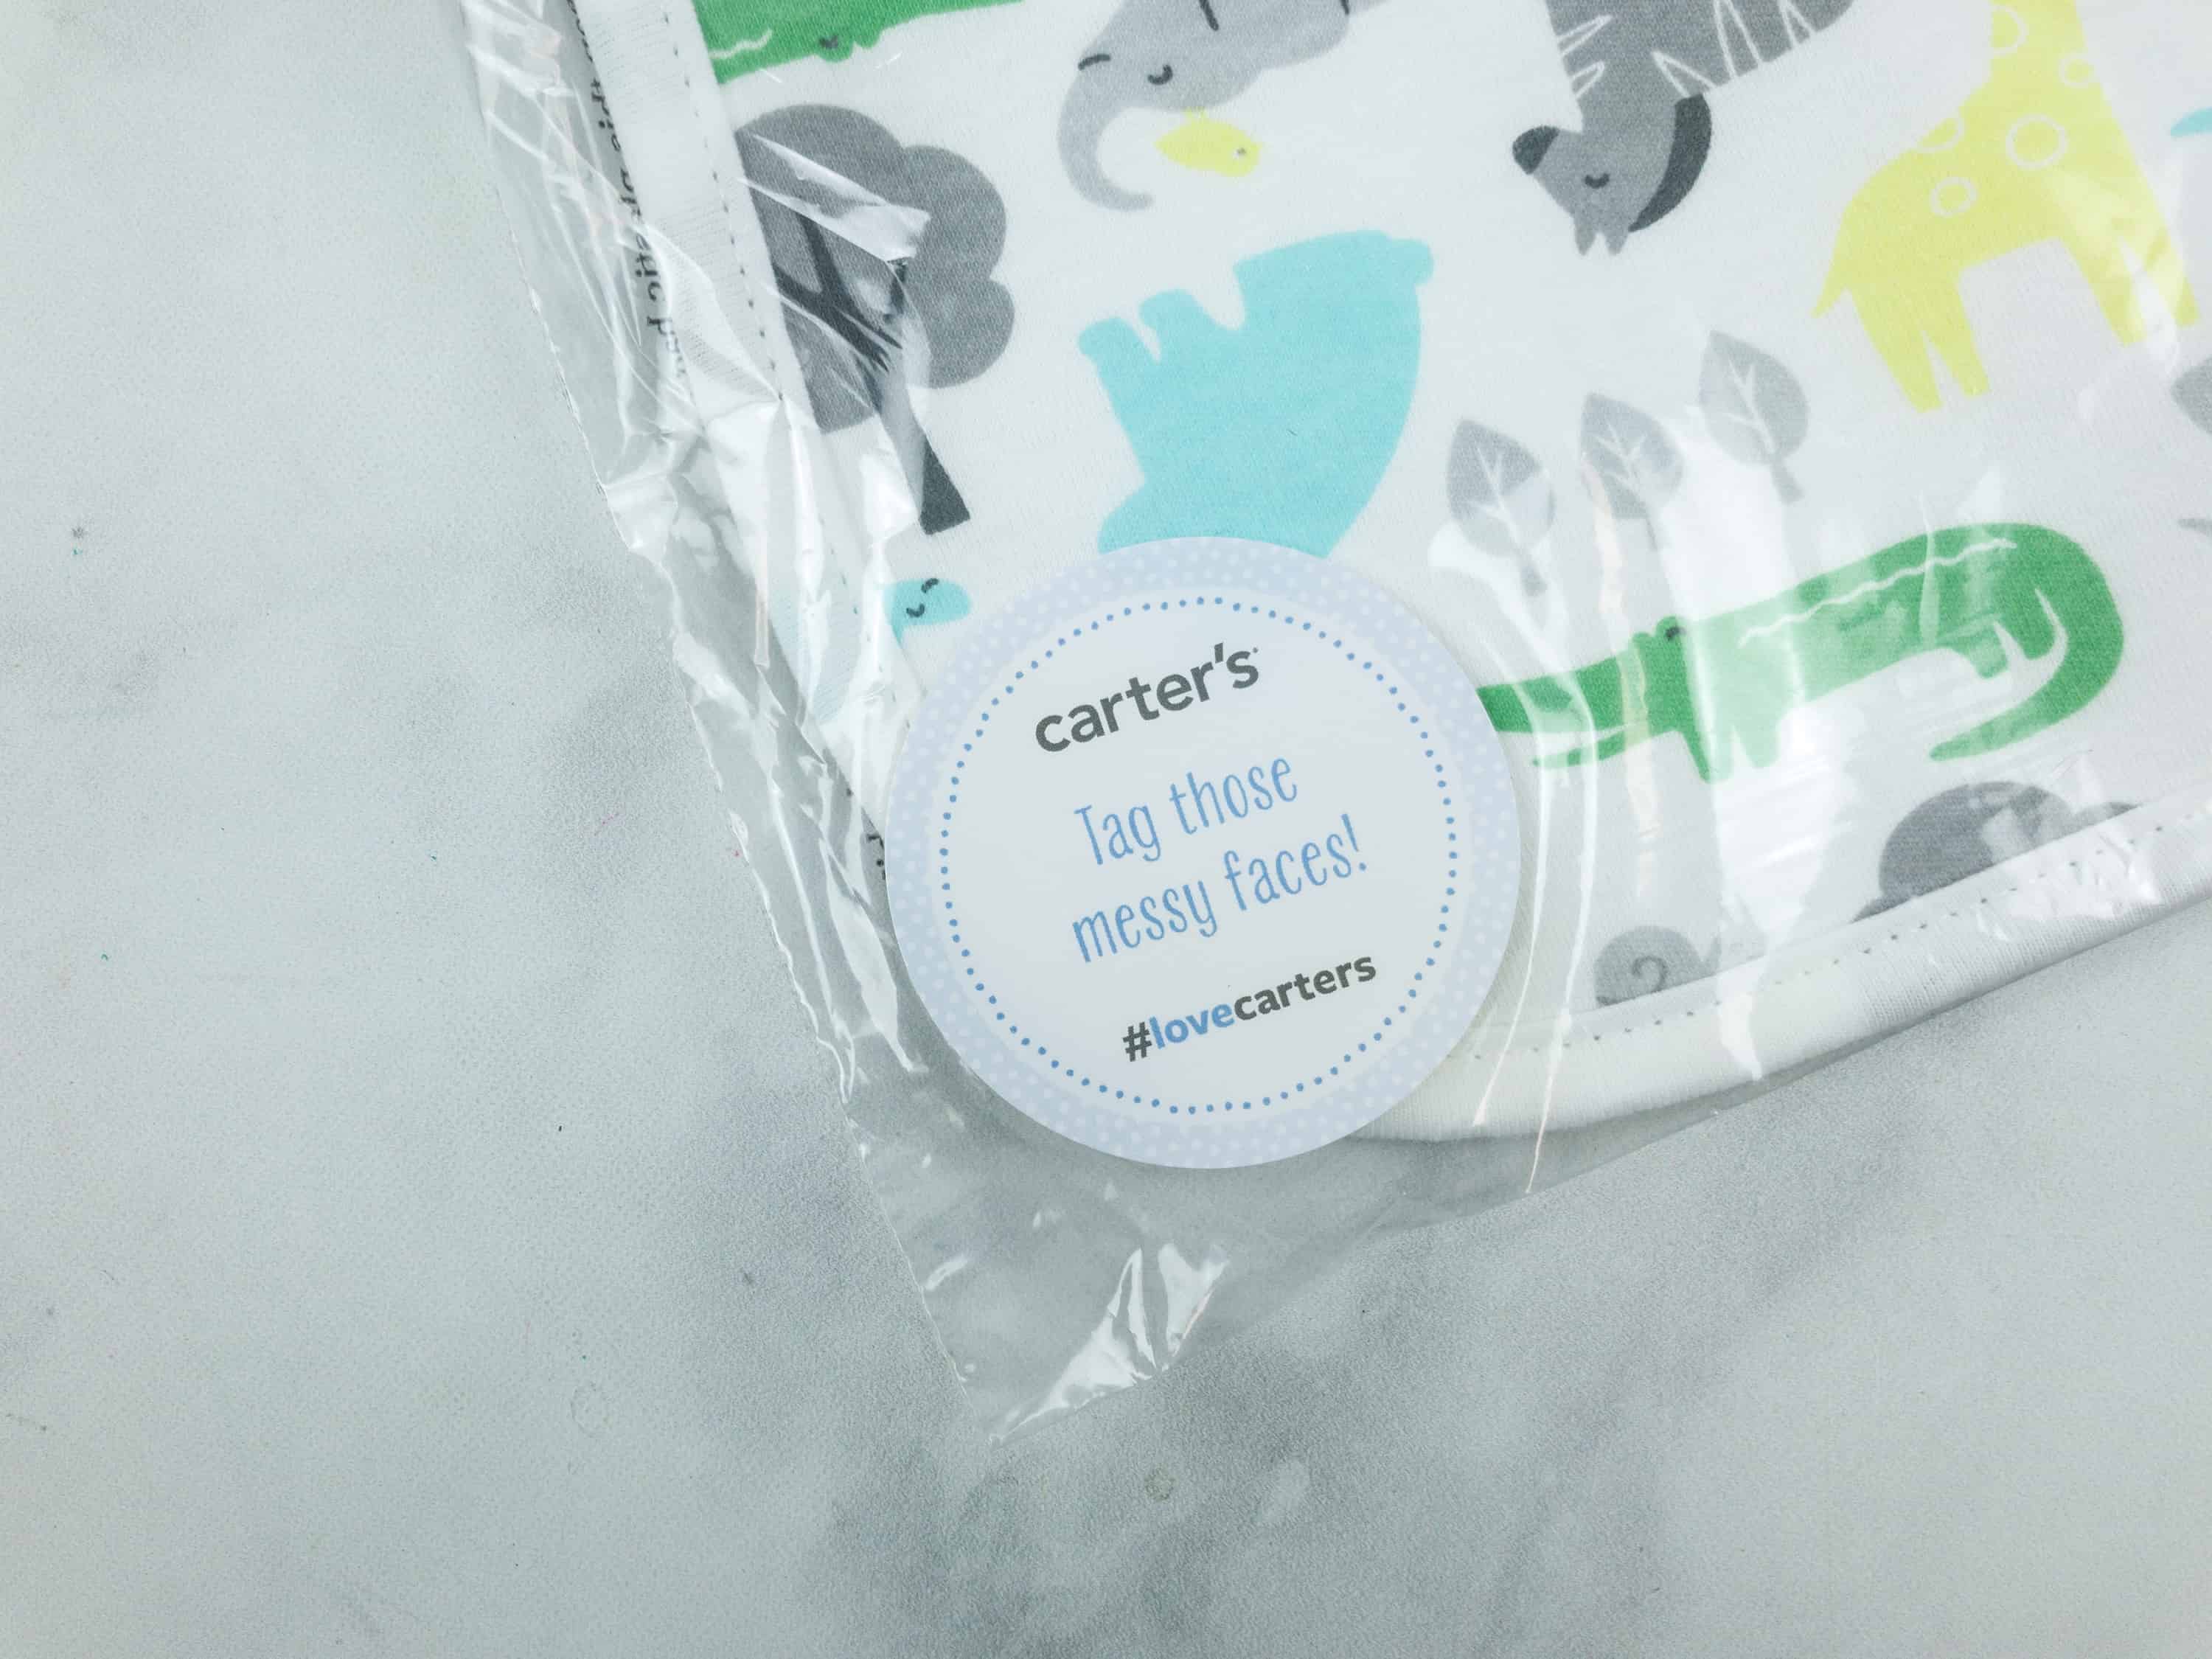 carter's
Tag those
messy faces!
#lovecarters